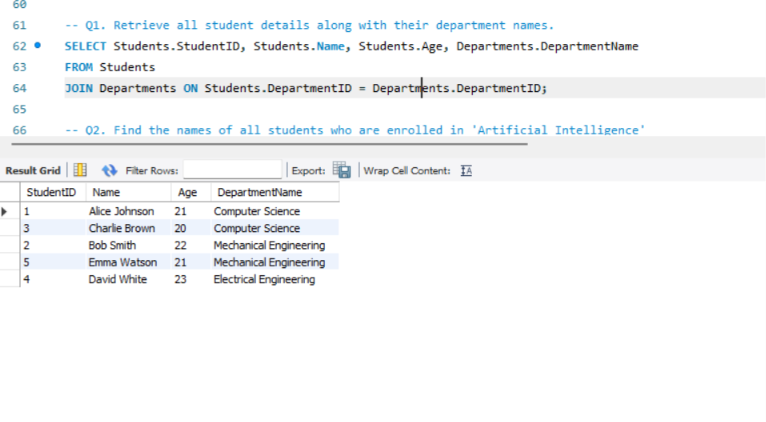 60
61 -- Q1. Retrieve all student details along with their department names.
62 SELECT Students.StudentID, Students.Name, Students.Age, Departments.DepartmentName
63 FROM Students
64 JOIN Departments ON Students.DepartmentID = Departments.DepartmentID;
65
66 -- Q2. Find the names of all students who are enrolled in 'Artificial Intelligence'
Result Grid Filter Rows: Export: Wrap Cell Content: IA
StudentID Name Age DepartmentName
1 Alice Johnson 21 Computer Science
3 Charlie Brown 20 Computer Science
2 Bob Smith 22 Mechanical Engineering
5 Emma Watson 21 Mechanical Engineering
4 David White 23 Electrical Engineering